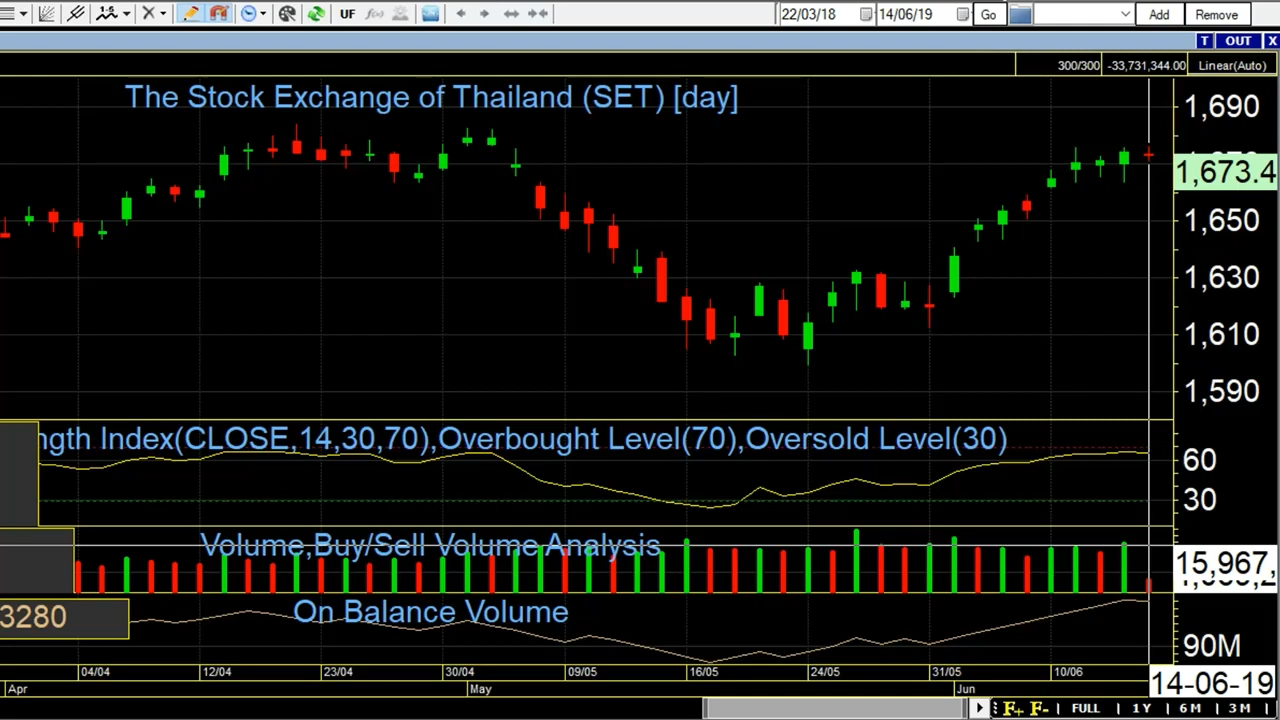 UF f(x) 22/03/18 14/06/19 Go Add Remove
T OUT X
300/300 -33,731,344.00 Linear(Auto)
The Stock Exchange of Thailand (SET) [day]
1,690
1,673.4
1,650
1,630
1,610
1,590
ngth Index(CLOSE,14,30,70),Overbought Level(70),Oversold Level(30)
60
30
Volume,Buy/Sell Volume Analysis
15,967,
On Balance Volume
3280
90M
04/04 12/04 23/04 30/04 09/05 16/05 24/05 31/05 10/06
14-06-19
Apr May Jun
F+ F- FULL 1Y 6M 3M